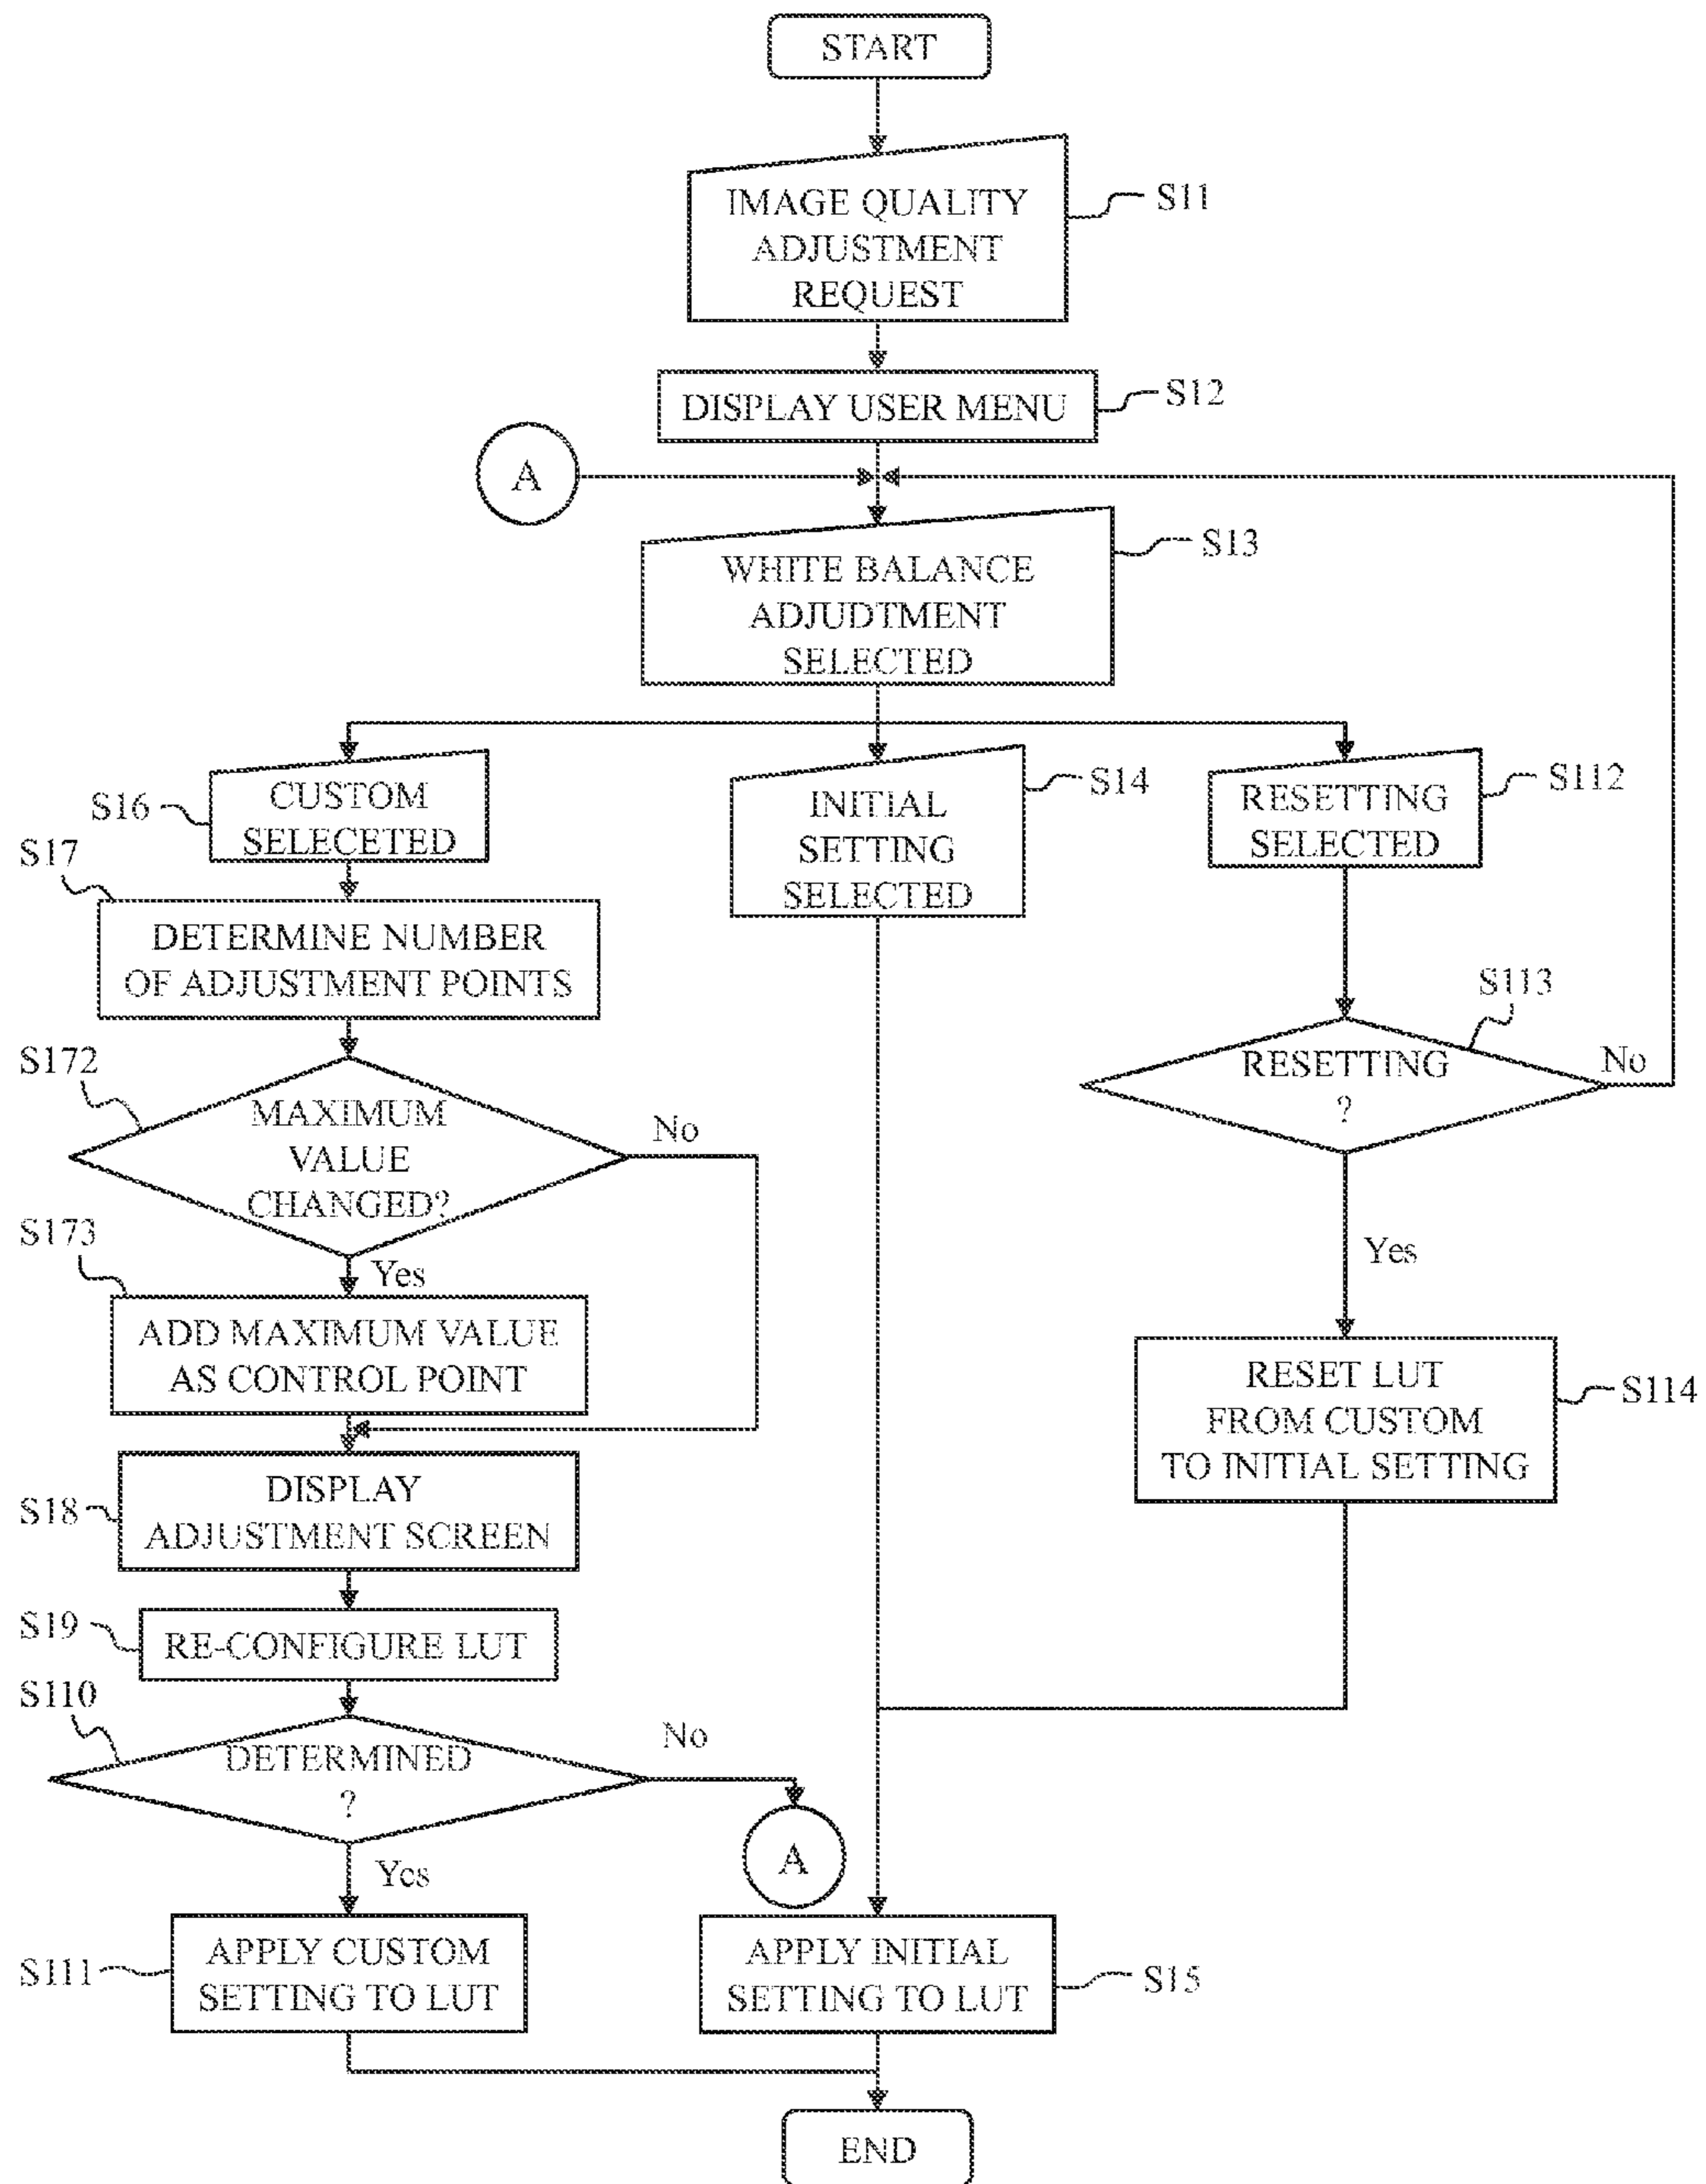 START
IMAGE QUALITY
ADJUSTMENT
REQUEST
S11
DISPLAY USER MENU
S12
A
WHITE BALANCE
ADJUDTMENT
SELECTED
S13
S16
CUSTOM
SELECETED
INITIAL
SETTING
SELECTED
S14
RESETTING
SELECTED
S112
S17
DETERMINE NUMBER
OF ADJUSTMENT POINTS
S113
RESETTING
?
No
Yes
S172
MAXIMUM
VALUE
CHANGED?
No
Yes
S173
ADD MAXIMUM VALUE
AS CONTROL POINT
RESET LUT
FROM CUSTOM
TO INITIAL SETTING
S114
S18
DISPLAY
ADJUSTMENT SCREEN
S19
RE-CONFIGURE LUT
S110
DETERMINED
?
No
A
Yes
S111
APPLY CUSTOM
SETTING TO LUT
APPLY INITIAL
SETTING TO LUT
S15
END